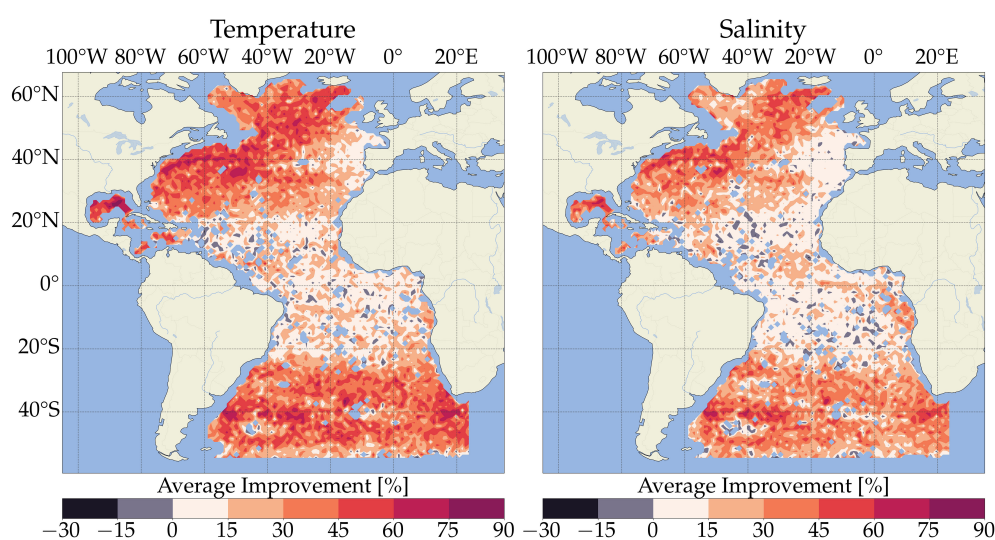 Temperature
100°W 80°W 60°W 40°W 20°W 0° 20°E
60°N
40°N
20°N
0°
20°S
40°S
Average Improvement [%]
−30 −15 0 15 30 45 60 75 90
Salinity
100°W 80°W 60°W 40°W 20°W 0° 20°E
Average Improvement [%]
−30 −15 0 15 30 45 60 75 90